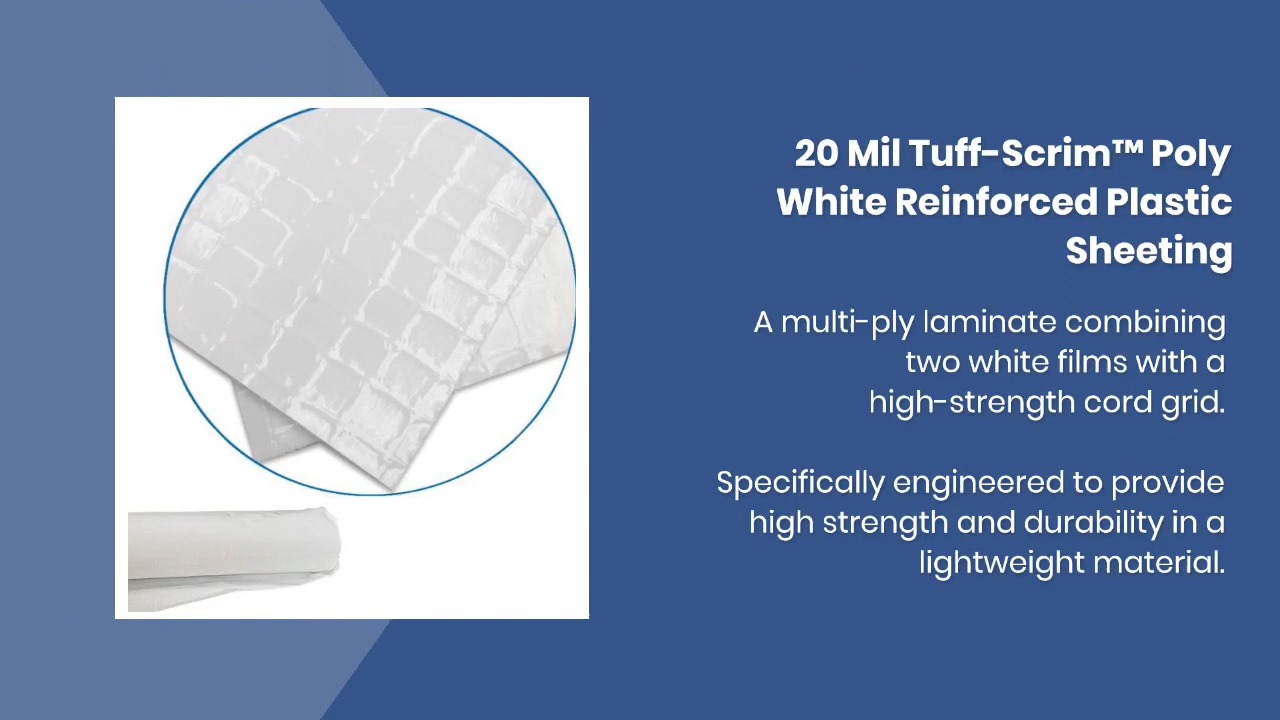 20 Mil Tuff-Scrim™ Poly
White Reinforced Plastic
Sheeting
A multi-ply laminate combining
two white films with a
high-strength cord grid.
Specifically engineered to provide
high strength and durability in a
lightweight material.